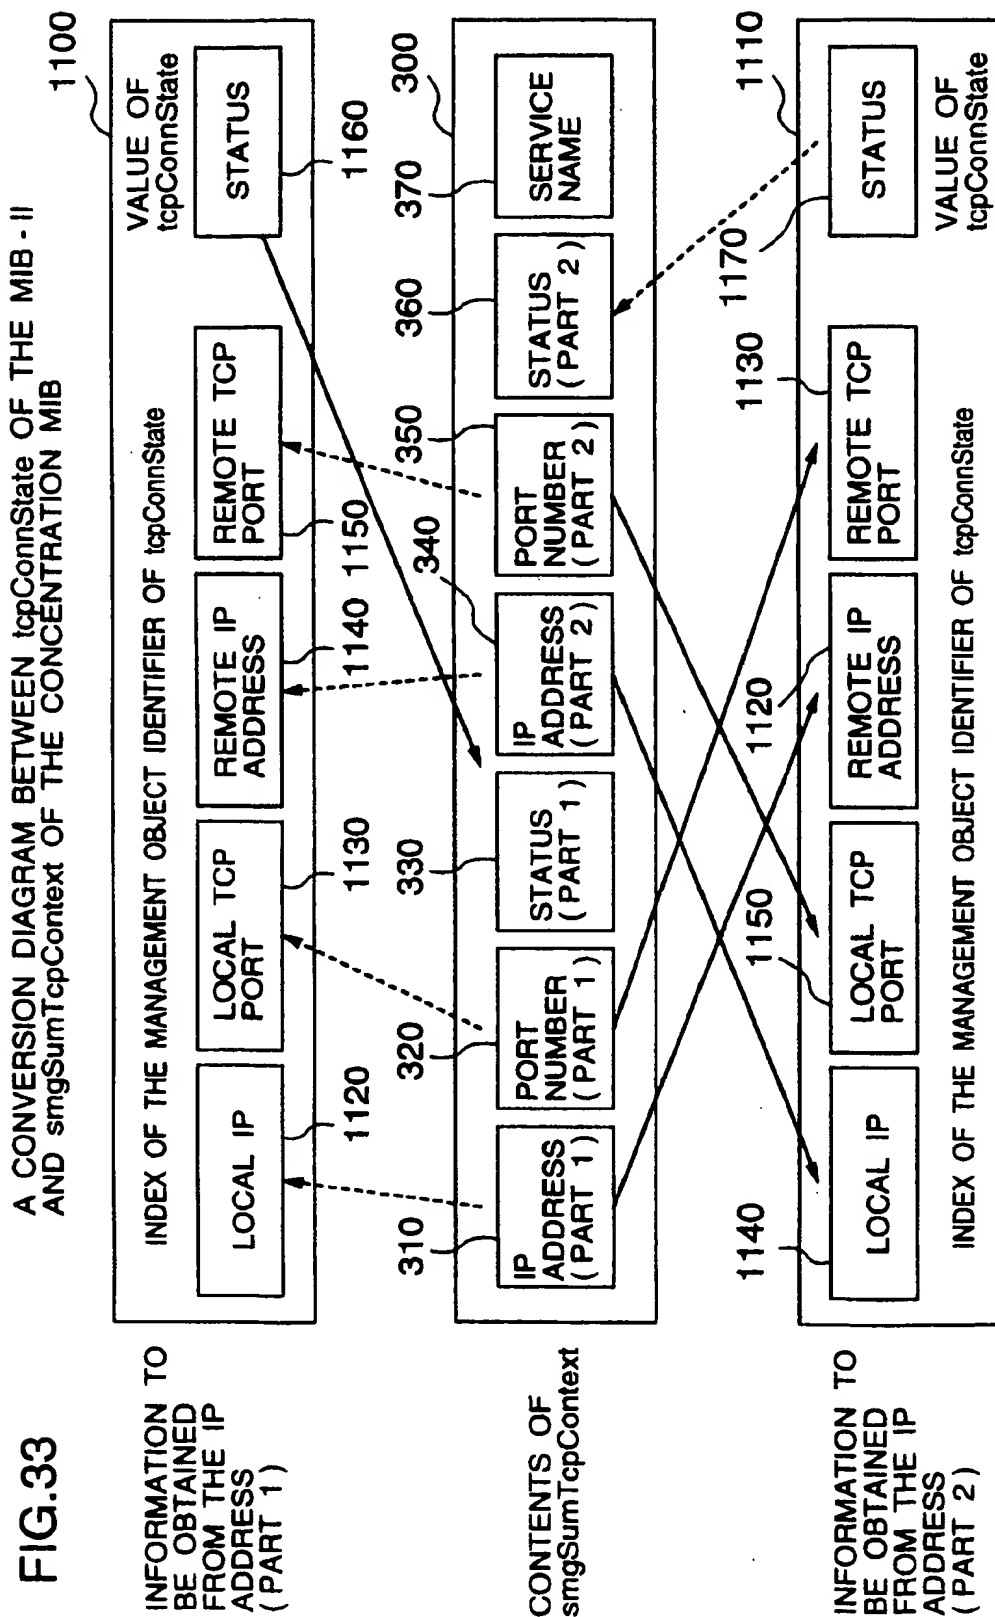 FIG.33
A CONVERSION DIAGRAM BETWEEN tcpConnState OF THE MIB - II
AND smgSumTcpContext OF THE CONCENTRATION MIB
INFORMATION TO
BE OBTAINED
FROM THE IP
ADDRESS
(PART 1)
INDEX OF THE MANAGEMENT OBJECT IDENTIFIER OF tcpConnState
VALUE OF
tcpConnState
1100
LOCAL IP
LOCAL TCP
PORT
REMOTE IP
ADDRESS
REMOTE TCP
PORT
STATUS
1120
1130
1140
1150
1160
CONTENTS OF
smgSumTcpContext
310
320
330
340
350
360
370
300
IP
ADDRESS
(PART 1)
PORT
NUMBER
(PART 1)
STATUS
(PART 1)
IP
ADDRESS
(PART 2)
PORT
NUMBER
(PART 2)
STATUS
(PART 2)
SERVICE
NAME
INFORMATION TO
BE OBTAINED
FROM THE IP
ADDRESS
(PART 2)
1140
1150
1120
1130
1170
1110
LOCAL IP
LOCAL TCP
PORT
REMOTE IP
ADDRESS
REMOTE TCP
PORT
STATUS
INDEX OF THE MANAGEMENT OBJECT IDENTIFIER OF tcpConnState
VALUE OF
tcpConnState